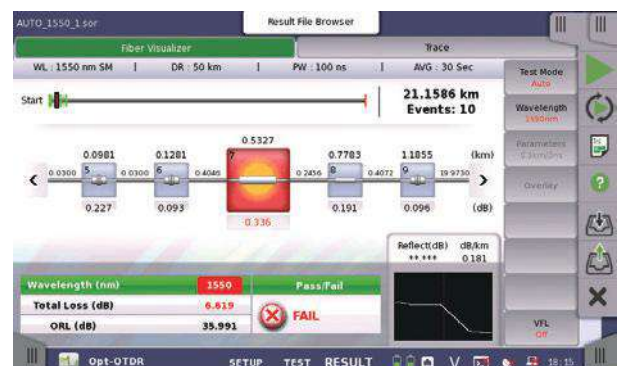 AUTO_1550_1.sor
Result File Browser
Fiber Visualizer
Trace
WL : 1550 nm SM | DR : 50 km | PW : 100 ns | AVG : 30 Sec
Test Mode
Auto
Start
21.1586 km
Events: 10
Wavelength
1550nm
Parameters
0.5327
0.0981 0.1281 0.7783 1.1855 (km)
5 6 7 8 9
0.0300 0.0300 0.4046 0.2456 0.4072 19.9730
Overlay
0.227 0.093 0.191 0.096 (dB)
0.336
Reflect(dB) dB/km
**.*** 0.181
Wavelength (nm) 1550 Pass/Fail
Total Loss (dB) 6.619
FAIL
ORL (dB) 35.991
VFL
Off
Opt-OTDR SETUP TEST RESULT V 18:15